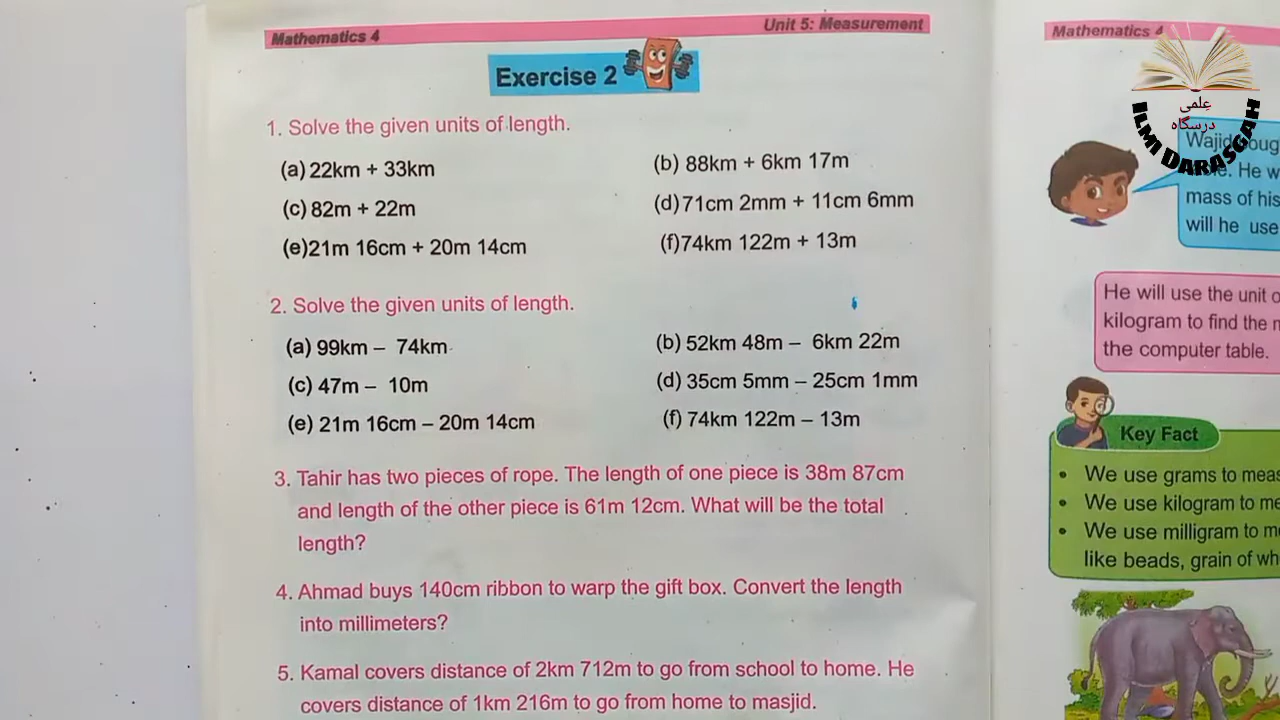 Mathematics 4
Unit 5: Measurement
Exercise 2
1. Solve the given units of length.
(a) 22km + 33km
(b) 88km + 6km 17m
(c) 82m + 22m
(d) 71cm 2mm + 11cm 6mm
(e) 21m 16cm + 20m 14cm
(f) 74km 122m + 13m
2. Solve the given units of length.
(a) 99km – 74km
(b) 52km 48m – 6km 22m
(c) 47m – 10m
(d) 35cm 5mm – 25cm 1mm
(e) 21m 16cm – 20m 14cm
(f) 74km 122m – 13m
3. Tahir has two pieces of rope. The length of one piece is 38m 87cm
and length of the other piece is 61m 12cm. What will be the total
length?
4. Ahmad buys 140cm ribbon to warp the gift box. Convert the length
into millimeters?
5. Kamal covers distance of 2km 712m to go from school to home. He
covers distance of 1km 216m to go from home to masjid.
Mathematics 4
علمی
درسگاه
ILMI DARASGAH
Wajid
He
mass of his
will he use
He will use the unit
kilogram to find the
the computer table.
Key Fact
• We use grams to
• We use kilogram to
• We use milligram to
like beads, grain of